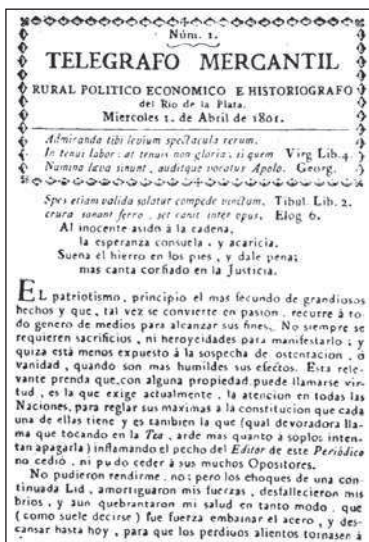 Núm. 1.
TELEGRAFO MERCANTIL
RURAL POLITICO ECONOMICO E HISTORIOGRAFO
del Rio de la Plata.
Miercoles 1. de Abril de 1801.
Admiranda tibi levium spectacula rerum.
In tenui labor: at tenuis non gloria: si quem Virg Lib. 4.
Numina læva sinunt, auditque vocatus Apolo. Georg.
Spes etiam valida solatur compede vinctum. Tibul. Lib. 2.
crura sonant ferro, set canit inter opus. Elog 6.
Al inocente asido à la cadena,
la esperanza consuela, y acaricia.
Suena él hierro en los pies, y dale pena;
mas canta confiado en la Justicia.
EL patriotismo, principio el mas fecundo de grandiosos
hechos y que, tal vez se convierte en pasion, recurre á to-
do genero de medios para alcanzar sus fines. No siempre se
requieren sacrificios, ni heroycidades para manifestarlo; y
quiza està menos expuesto à la sospecha de ostentacion, ó
vanidad, quando son mas humildes sus efectos. Esta rele-
vante prenda que con alguna propiedad puede llamarse vir-
tud, es la que exige actualmente, la atencion en todas las
Naciones, para reglar sus maximas à la constitucion que cada
una de ellas tiene y es tambien la que (qual devoradora lla-
ma que tocando en la Tea, arde mas quanto à soplos inten-
tan apagarla) inflamando el pecho del Editor de este Periódico
no cedió, ni pudo ceder à sus muchos Opositores.
No pudieron rendirme, no: pero los choques de una con-
tinuada Lid, amortiguaron mis fuerzas, desfallecieron mis
brios, y aun quebrantaron mi salud en tanto modo, que
(como suele decirse) fue fuerza embainar el acero, y des-
cansar hasta hoy, para que los perdidos alientos tornasen á